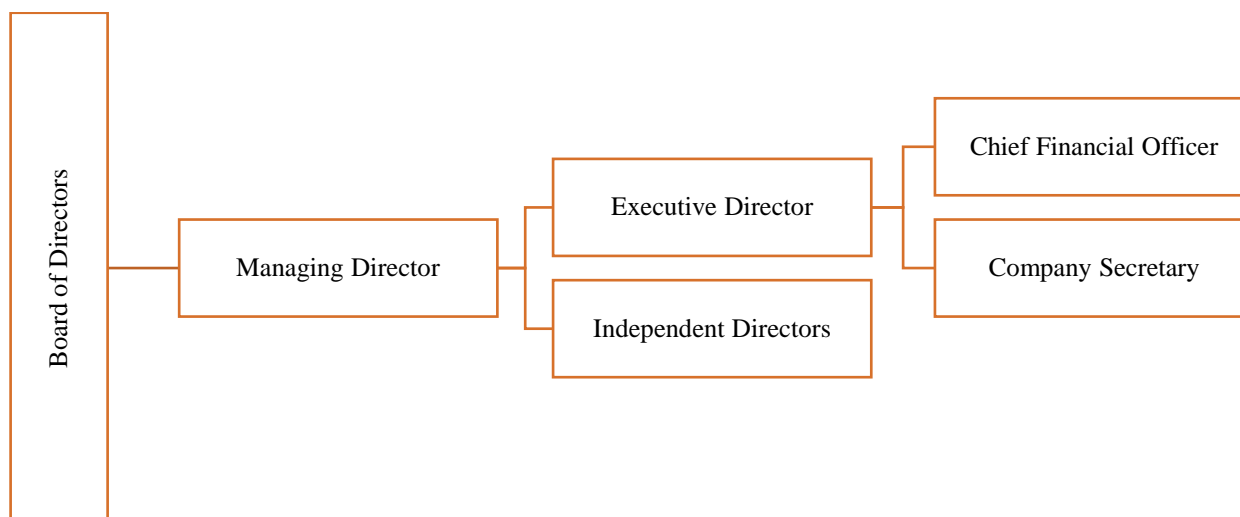 Board of Directors
Managing Director
Executive Director
Independent Directors
Chief Financial Officer
Company Secretary